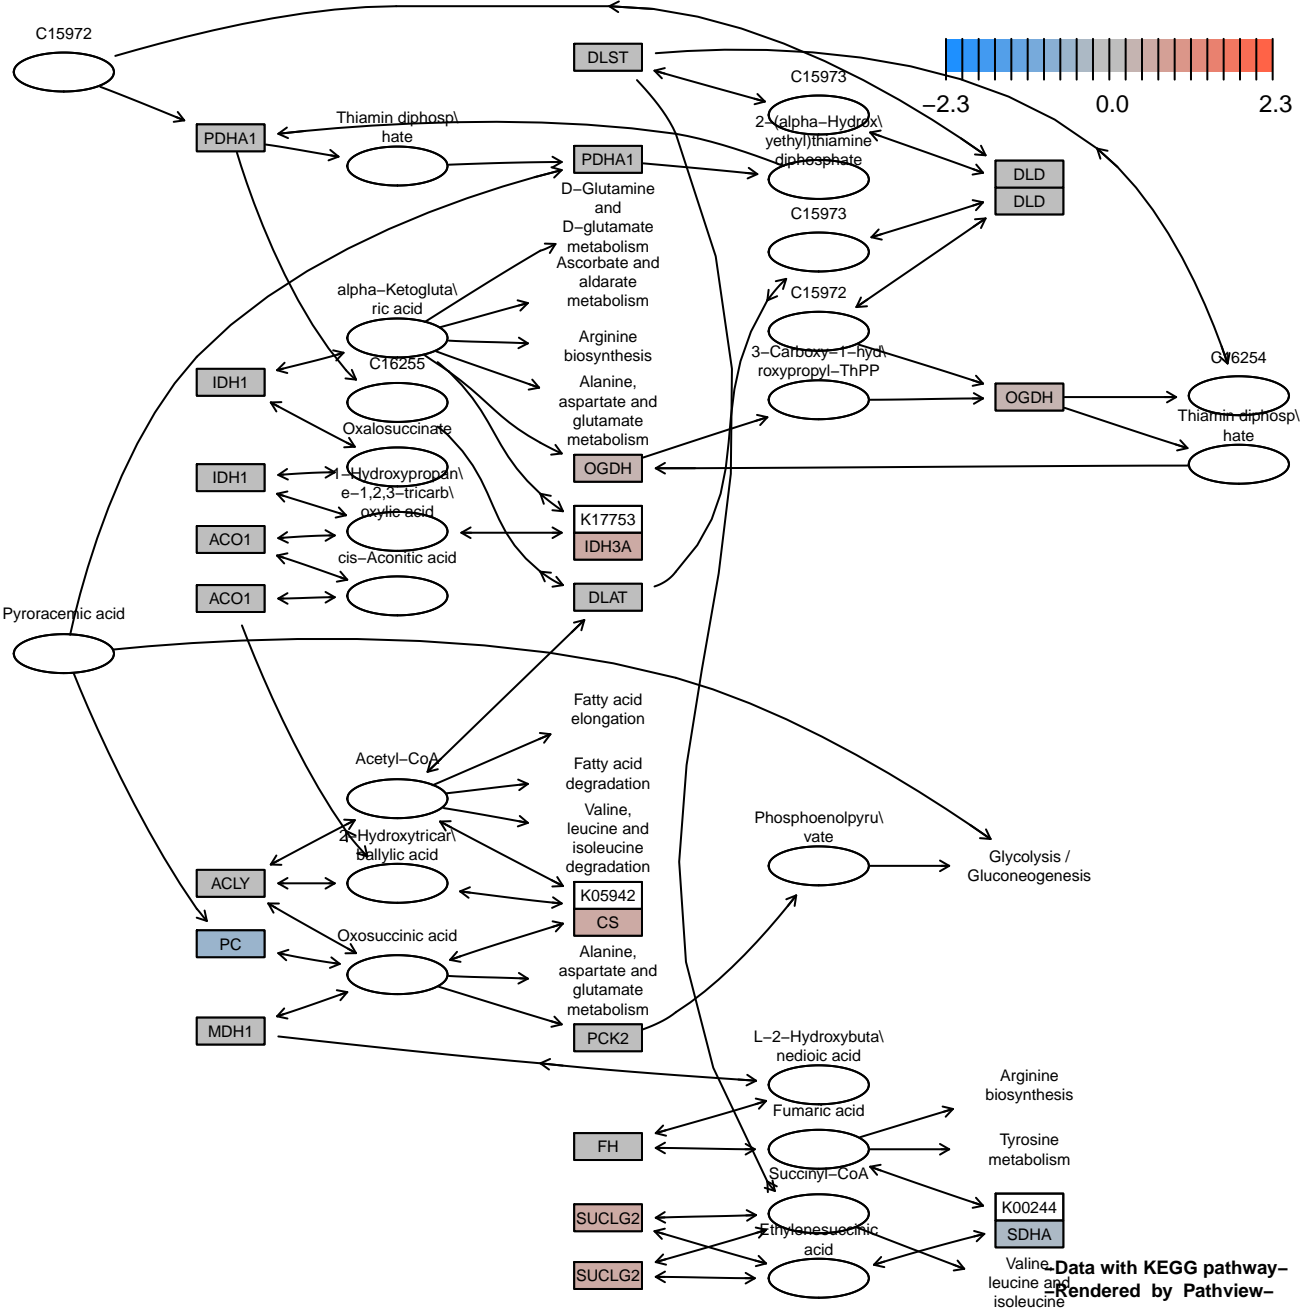 C15972
DLST
−2.3
0.0
2.3
C15973
PDHA1
Thiamin diphosp\
hate
2−(alpha−Hydrox\
yethyl)thiamine
diphosphate
PDHA1
DLD
DLD
D−Glutamine
and
D−glutamate
metabolism
C15973
Ascorbate and
aldarate
metabolism
alpha−Ketogluta\
ric acid
C15972
Arginine
biosynthesis
3−Carboxy−1−hyd\
roxypropyl−ThPP
C16254
C16255
IDH1
Alanine,
aspartate and
glutamate
metabolism
OGDH
Thiamin diphosp\
hate
Oxalosuccinate
OGDH
IDH1
1−Hydroxypropan\
e−1,2,3−tricarb\
oxylic acid
K17753
IDH3A
ACO1
cis−Aconitic acid
ACO1
DLAT
Pyroracemic acid
Fatty acid
elongation
Acetyl−CoA
Fatty acid
degradation
Valine,
leucine and
isoleucine
degradation
Phosphoenolpyru\
vate
2−Hydroxytricar\
ballylic acid
Glycolysis /
Gluconeogenesis
ACLY
K05942
CS
PC
Oxosuccinic acid
Alanine,
aspartate and
glutamate
metabolism
MDH1
PCK2
L−2−Hydroxybuta\
nedioic acid
Arginine
biosynthesis
Fumaric acid
FH
Tyrosine
metabolism
Succinyl−CoA
K00244
SDHA
SUCLG2
Ethylenesuccinic
acid
SUCLG2
Valine,
leucine and
isoleucine
−Data with KEGG pathway−
−Rendered by Pathview−